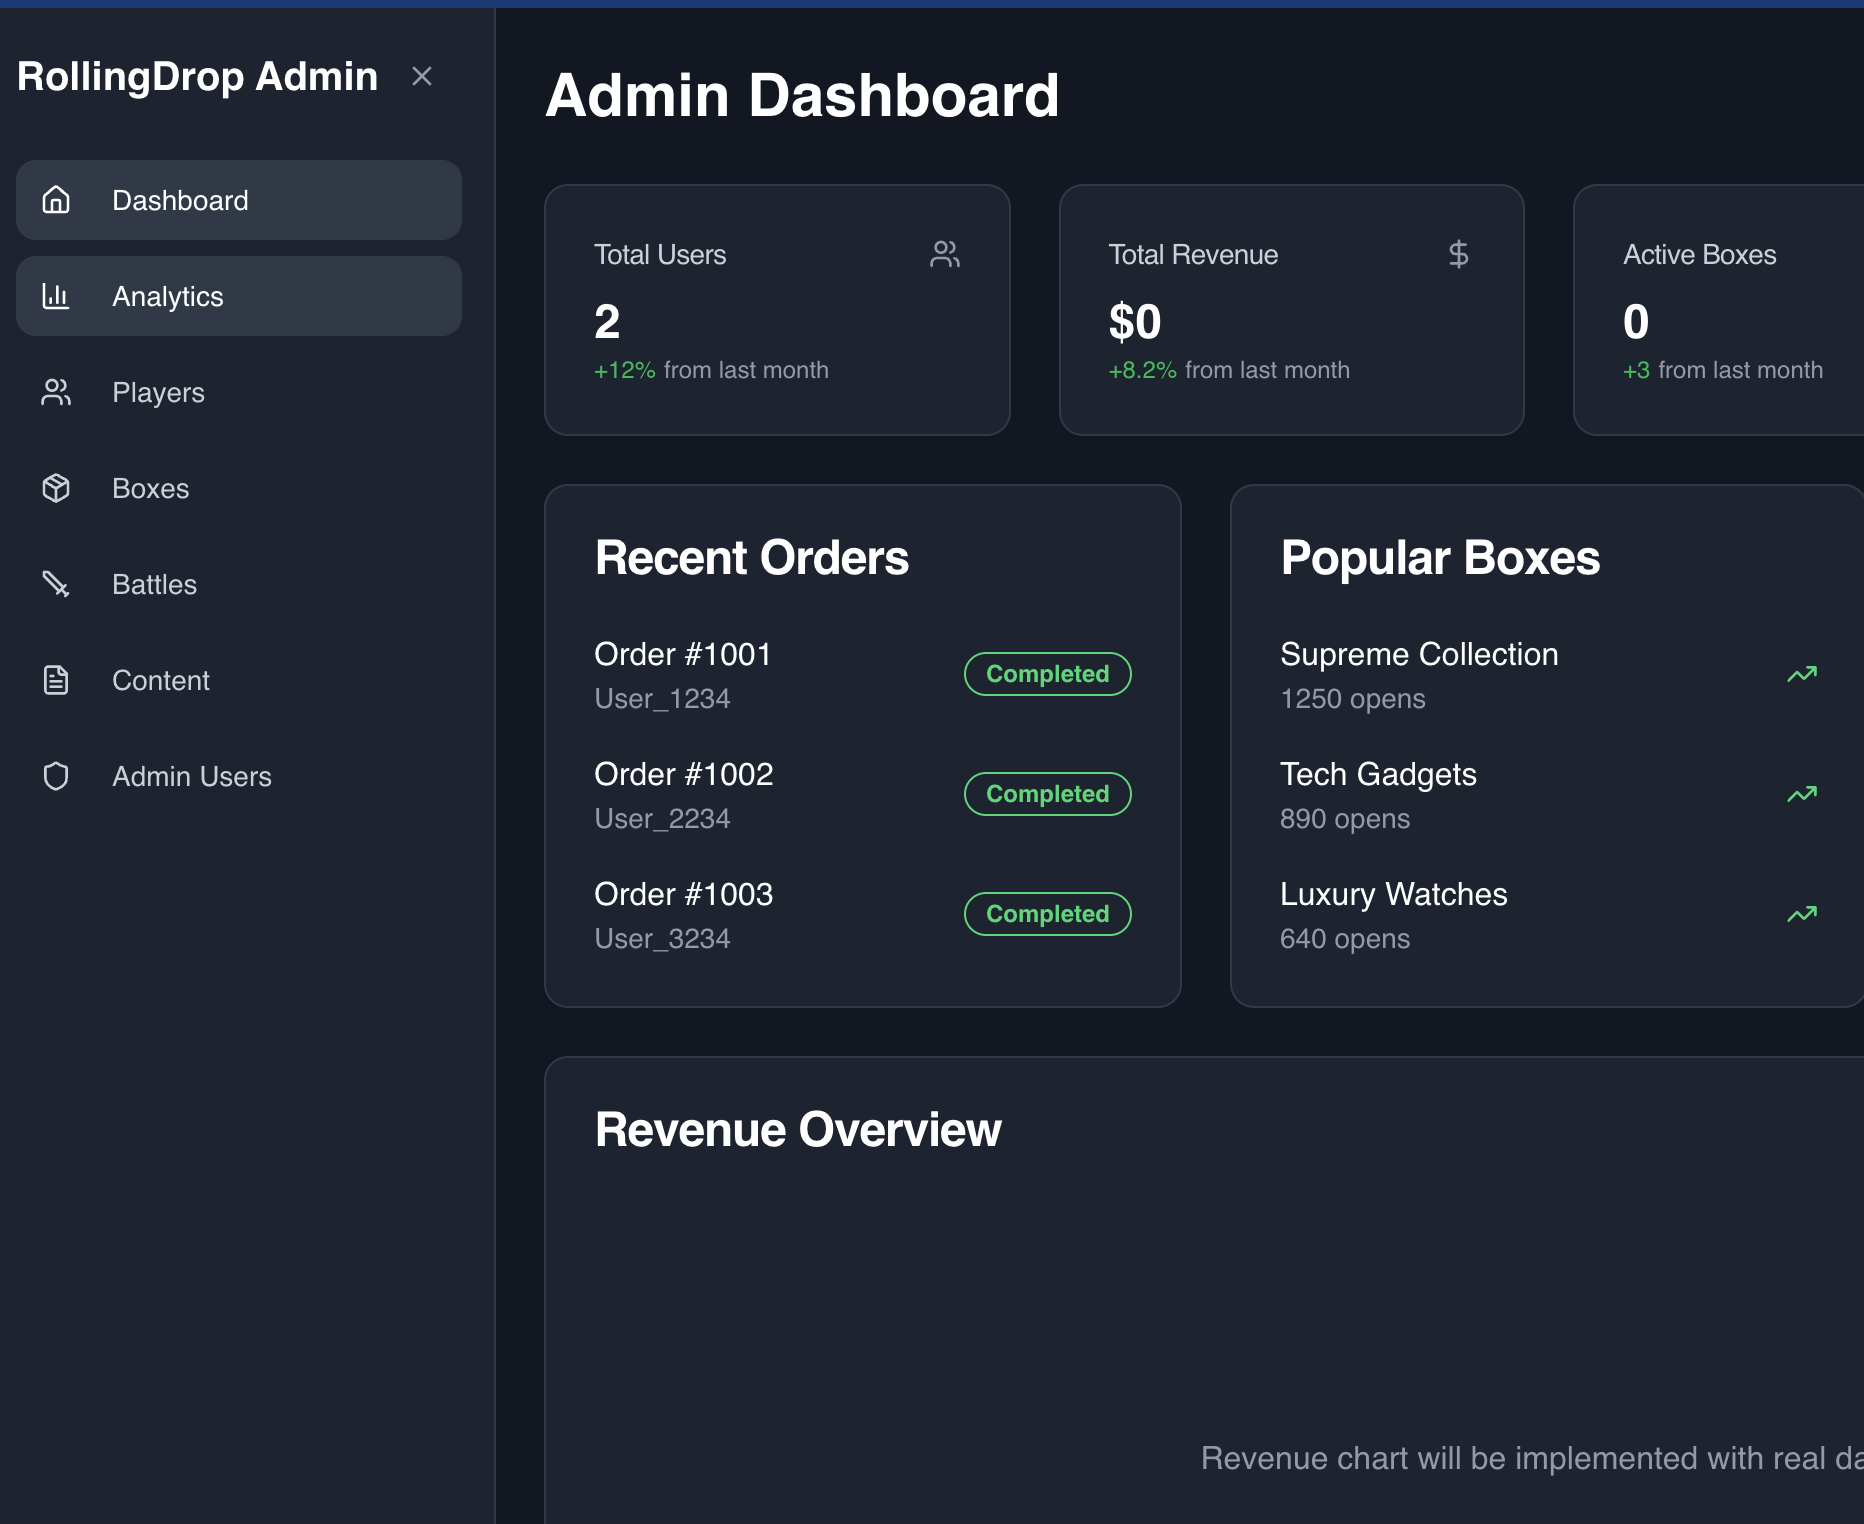 RollingDrop Admin
Dashboard
Analytics
Players
Boxes
Battles
Content
Admin Users
Admin Dashboard
Total Users
2
+12% from last month
Total Revenue
$0
+8.2% from last month
Active Boxes
0
+3 from last month
Recent Orders
Order #1001
User_1234
Completed
Order #1002
User_2234
Completed
Order #1003
User_3234
Completed
Popular Boxes
Supreme Collection
1250 opens
Tech Gadgets
890 opens
Luxury Watches
640 opens
Revenue Overview
Revenue chart will be implemented with real